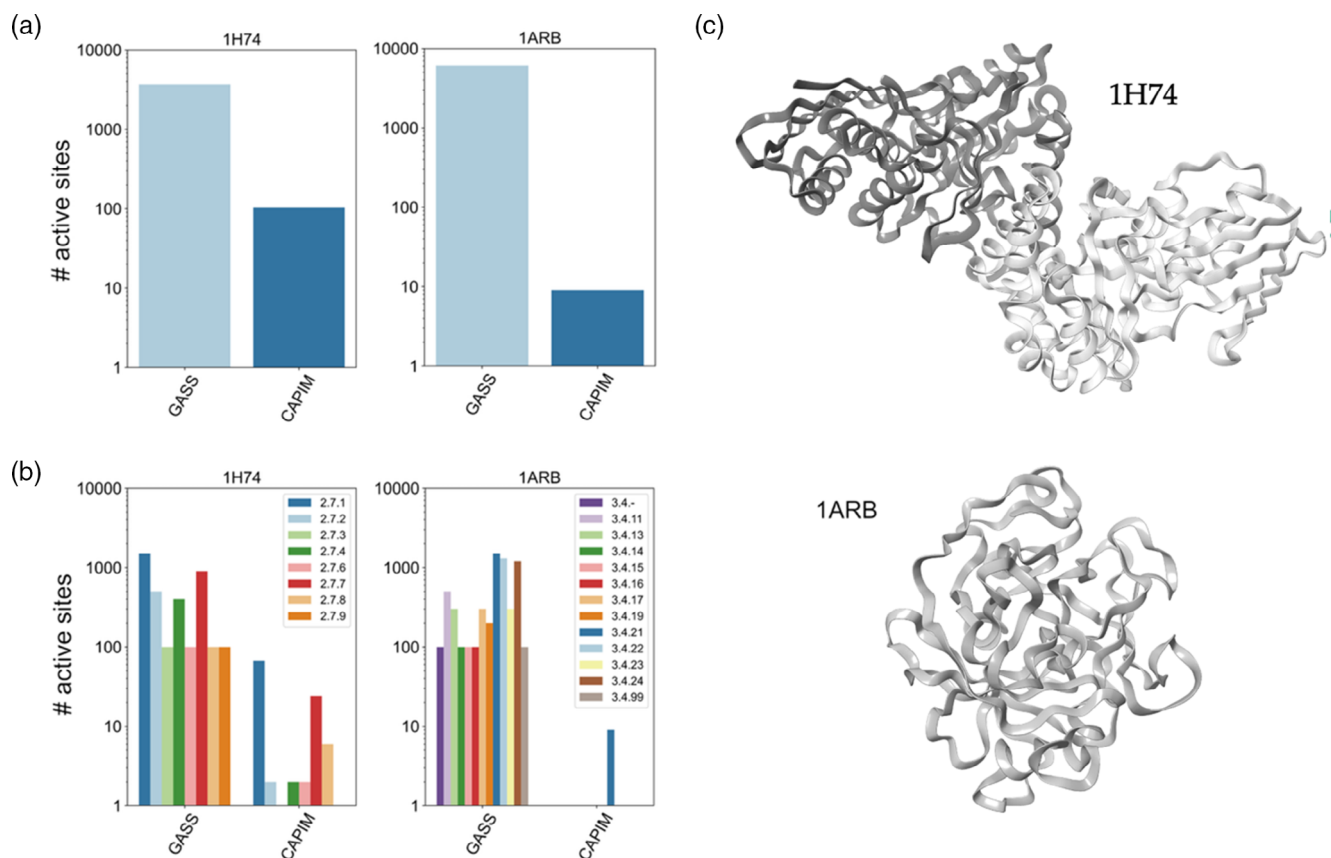 (a)
1H74
1ARB
# active sites
10000
1000
100
10
1
GASS
CAPIM
10000
1000
100
10
1
GASS
CAPIM
(b)
1H74
1ARB
# active sites
10000
1000
100
10
1
2.7.1
2.7.2
2.7.3
2.7.4
2.7.6
2.7.7
2.7.8
2.7.9
GASS
CAPIM
10000
1000
100
10
1
3.4.-
3.4.11
3.4.13
3.4.14
3.4.15
3.4.16
3.4.17
3.4.19
3.4.21
3.4.22
3.4.23
3.4.24
3.4.99
GASS
CAPIM
(c)
1H74
1ARB